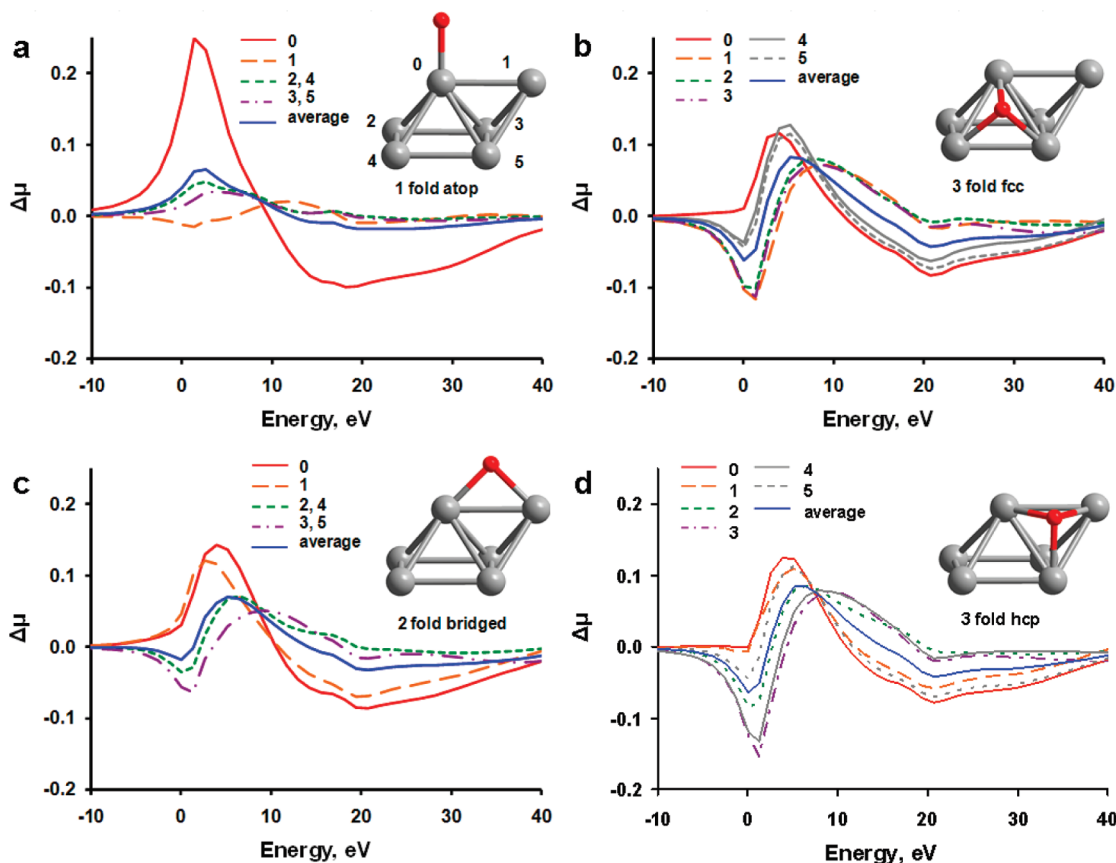 a
0.2
0.1
0.0
-0.1
-0.2
Δμ
-10 0 10 20 30 40
Energy, eV
0
1
2, 4
3, 5
average
0 1
2 3
4 5
1 fold atop
b
0.2
0.1
0.0
-0.1
-0.2
Δμ
-10 0 10 20 30 40
Energy, eV
0 4
1 5
2 average
3
3 fold fcc
c
0.2
0.1
0.0
-0.1
-0.2
Δμ
-10 0 10 20 30 40
Energy, eV
0
1
2, 4
3, 5
average
2 fold bridged
d
0.2
0.1
0.0
-0.1
-0.2
Δμ
-10 0 10 20 30 40
Energy, eV
0 4
1 5
2 average
3
3 fold hcp